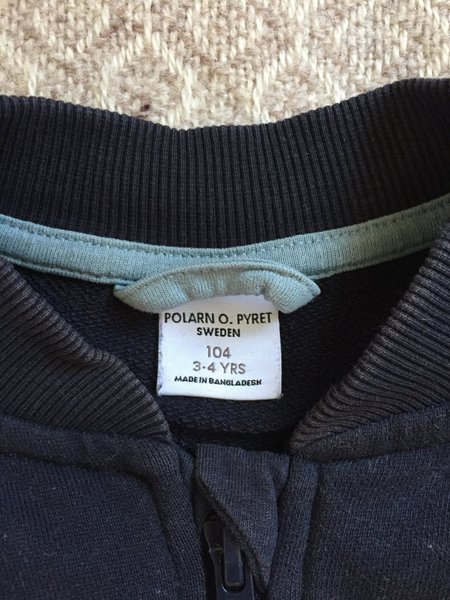 POLARN O. PYRET
SWEDEN
104
3-4 YRS
MADE IN BANGLADESH